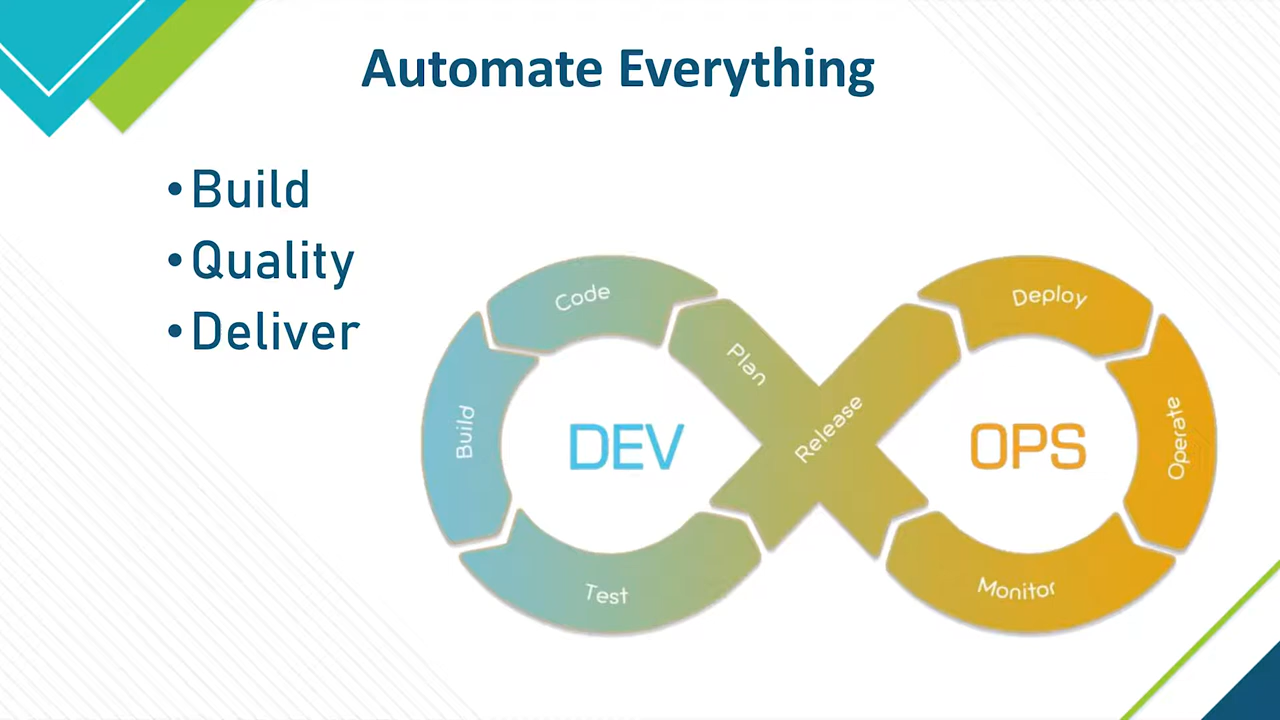 Automate Everything
•Build
•Quality
•Deliver
Code
Plan
Build
Test
DEV
Release
Deploy
Operate
Monitor
OPS